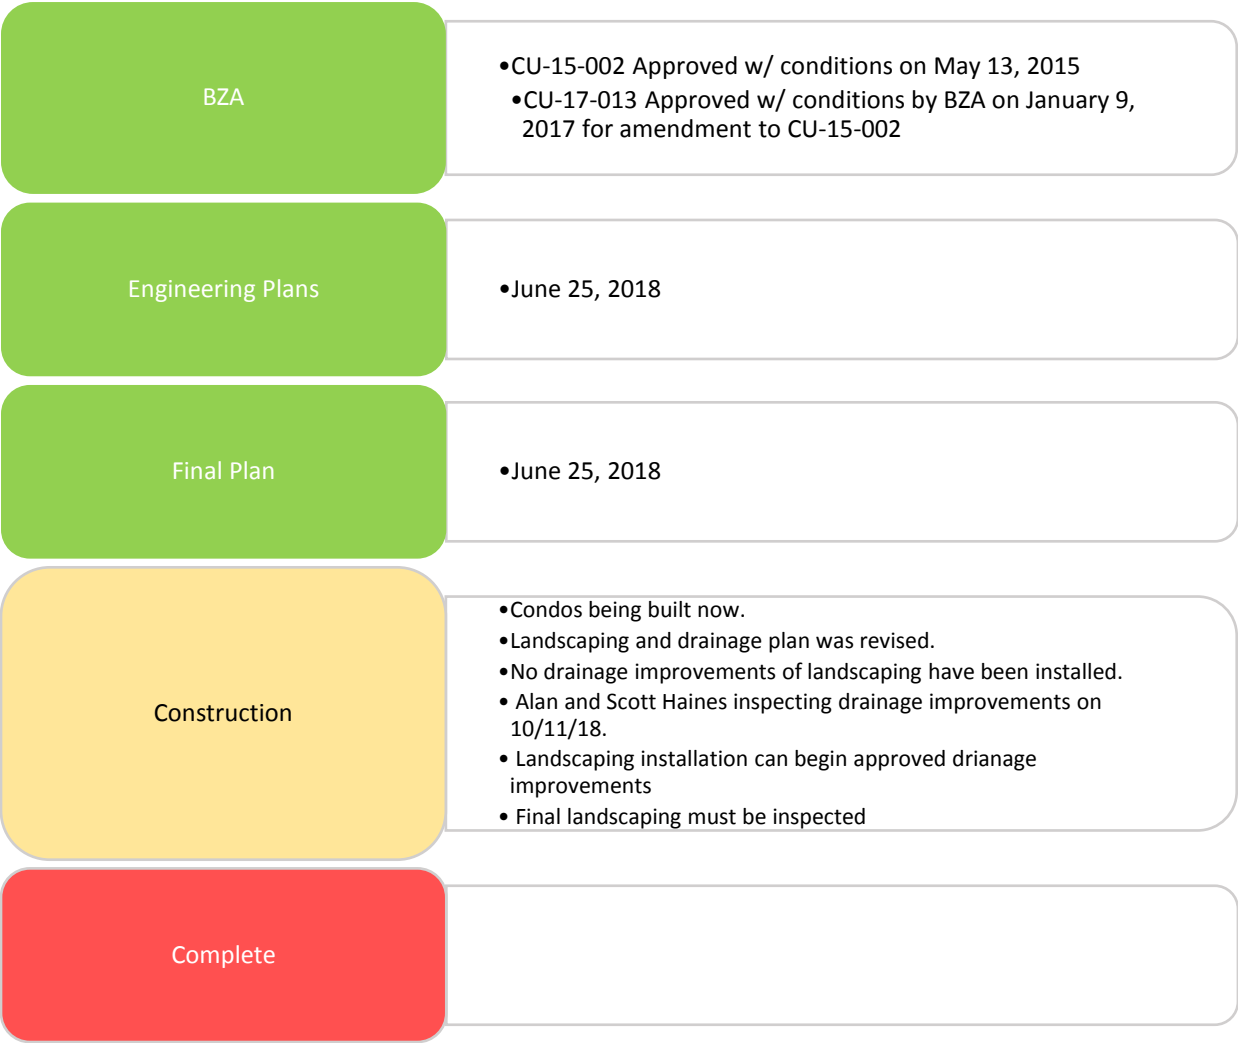 BZA
•CU-15-002 Approved w/ conditions on May 13, 2015
•CU-17-013 Approved w/ conditions by BZA on January 9,
2017 for amendment to CU-15-002
Engineering Plans
•June 25, 2018
Final Plan
•June 25, 2018
Construction
•Condos being built now.
•Landscaping and drainage plan was revised.
•No drainage improvements of landscaping have been installed.
• Alan and Scott Haines inspecting drainage improvements on
10/11/18.
• Landscaping installation can begin approved drianage
improvements
• Final landscaping must be inspected
Complete